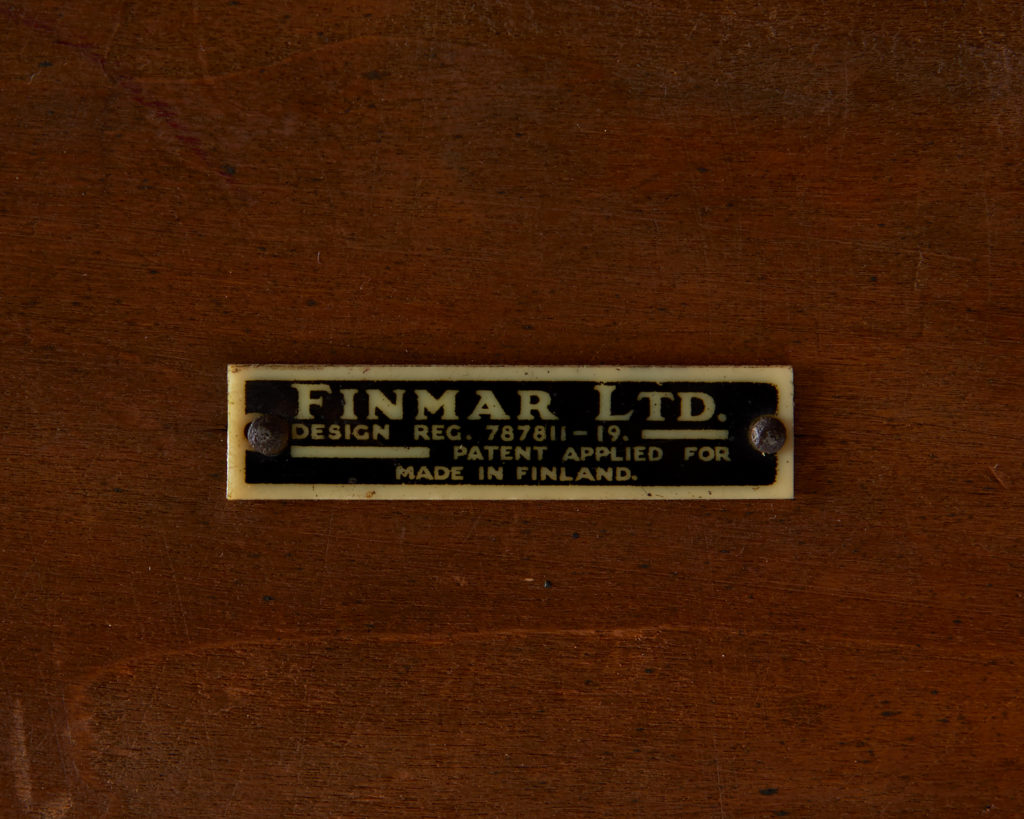 FINMAR LTD.
DESIGN REG. 787811-19.
PATENT APPLIED FOR
MADE IN FINLAND.